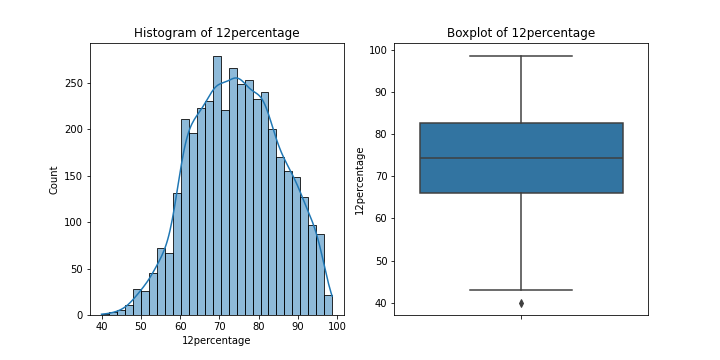 Histogram of 12percentage
250
200
150
100
50
0
Count
40 50 60 70 80 90 100
12percentage
Boxplot of 12percentage
100
90
80
70
60
50
40
12percentage